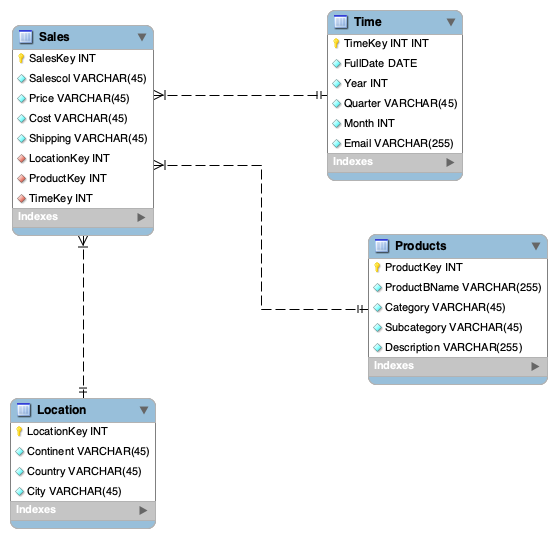 Sales
SalesKey INT
Salescol VARCHAR(45)
Price VARCHAR(45)
Cost VARCHAR(45)
Shipping VARCHAR(45)
LocationKey INT
ProductKey INT
TimeKey INT
Indexes
Time
TimeKey INT INT
FullDate DATE
Year INT
Quarter VARCHAR(45)
Month INT
Email VARCHAR(255)
Indexes
Products
ProductKey INT
ProductBName VARCHAR(255)
Category VARCHAR(45)
Subcategory VARCHAR(45)
Description VARCHAR(255)
Indexes
Location
LocationKey INT
Continent VARCHAR(45)
Country VARCHAR(45)
City VARCHAR(45)
Indexes